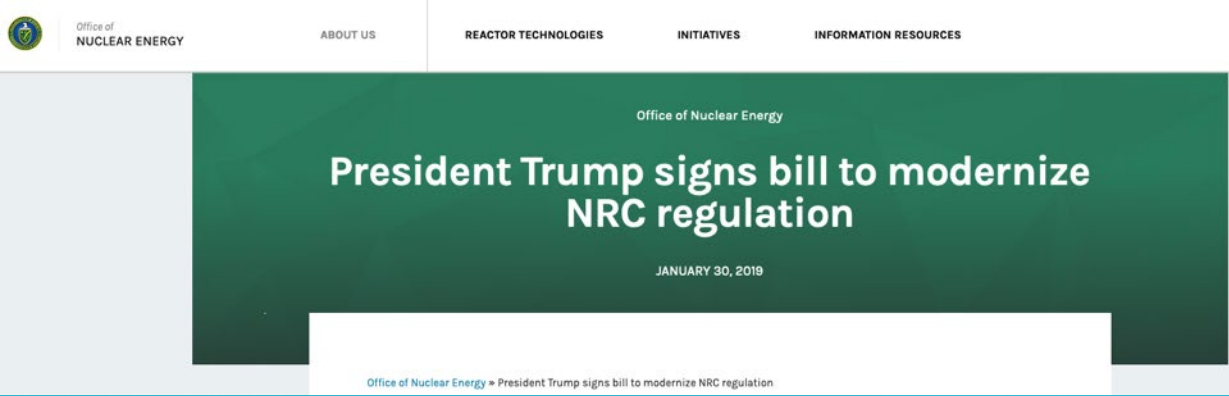 Office of
NUCLEAR ENERGY
ABOUT US
REACTOR TECHNOLOGIES
INITIATIVES
INFORMATION RESOURCES
Office of Nuclear Energy
President Trump signs bill to modernize
NRC regulation
JANUARY 30, 2019
Office of Nuclear Energy » President Trump signs bill to modernize NRC regulation